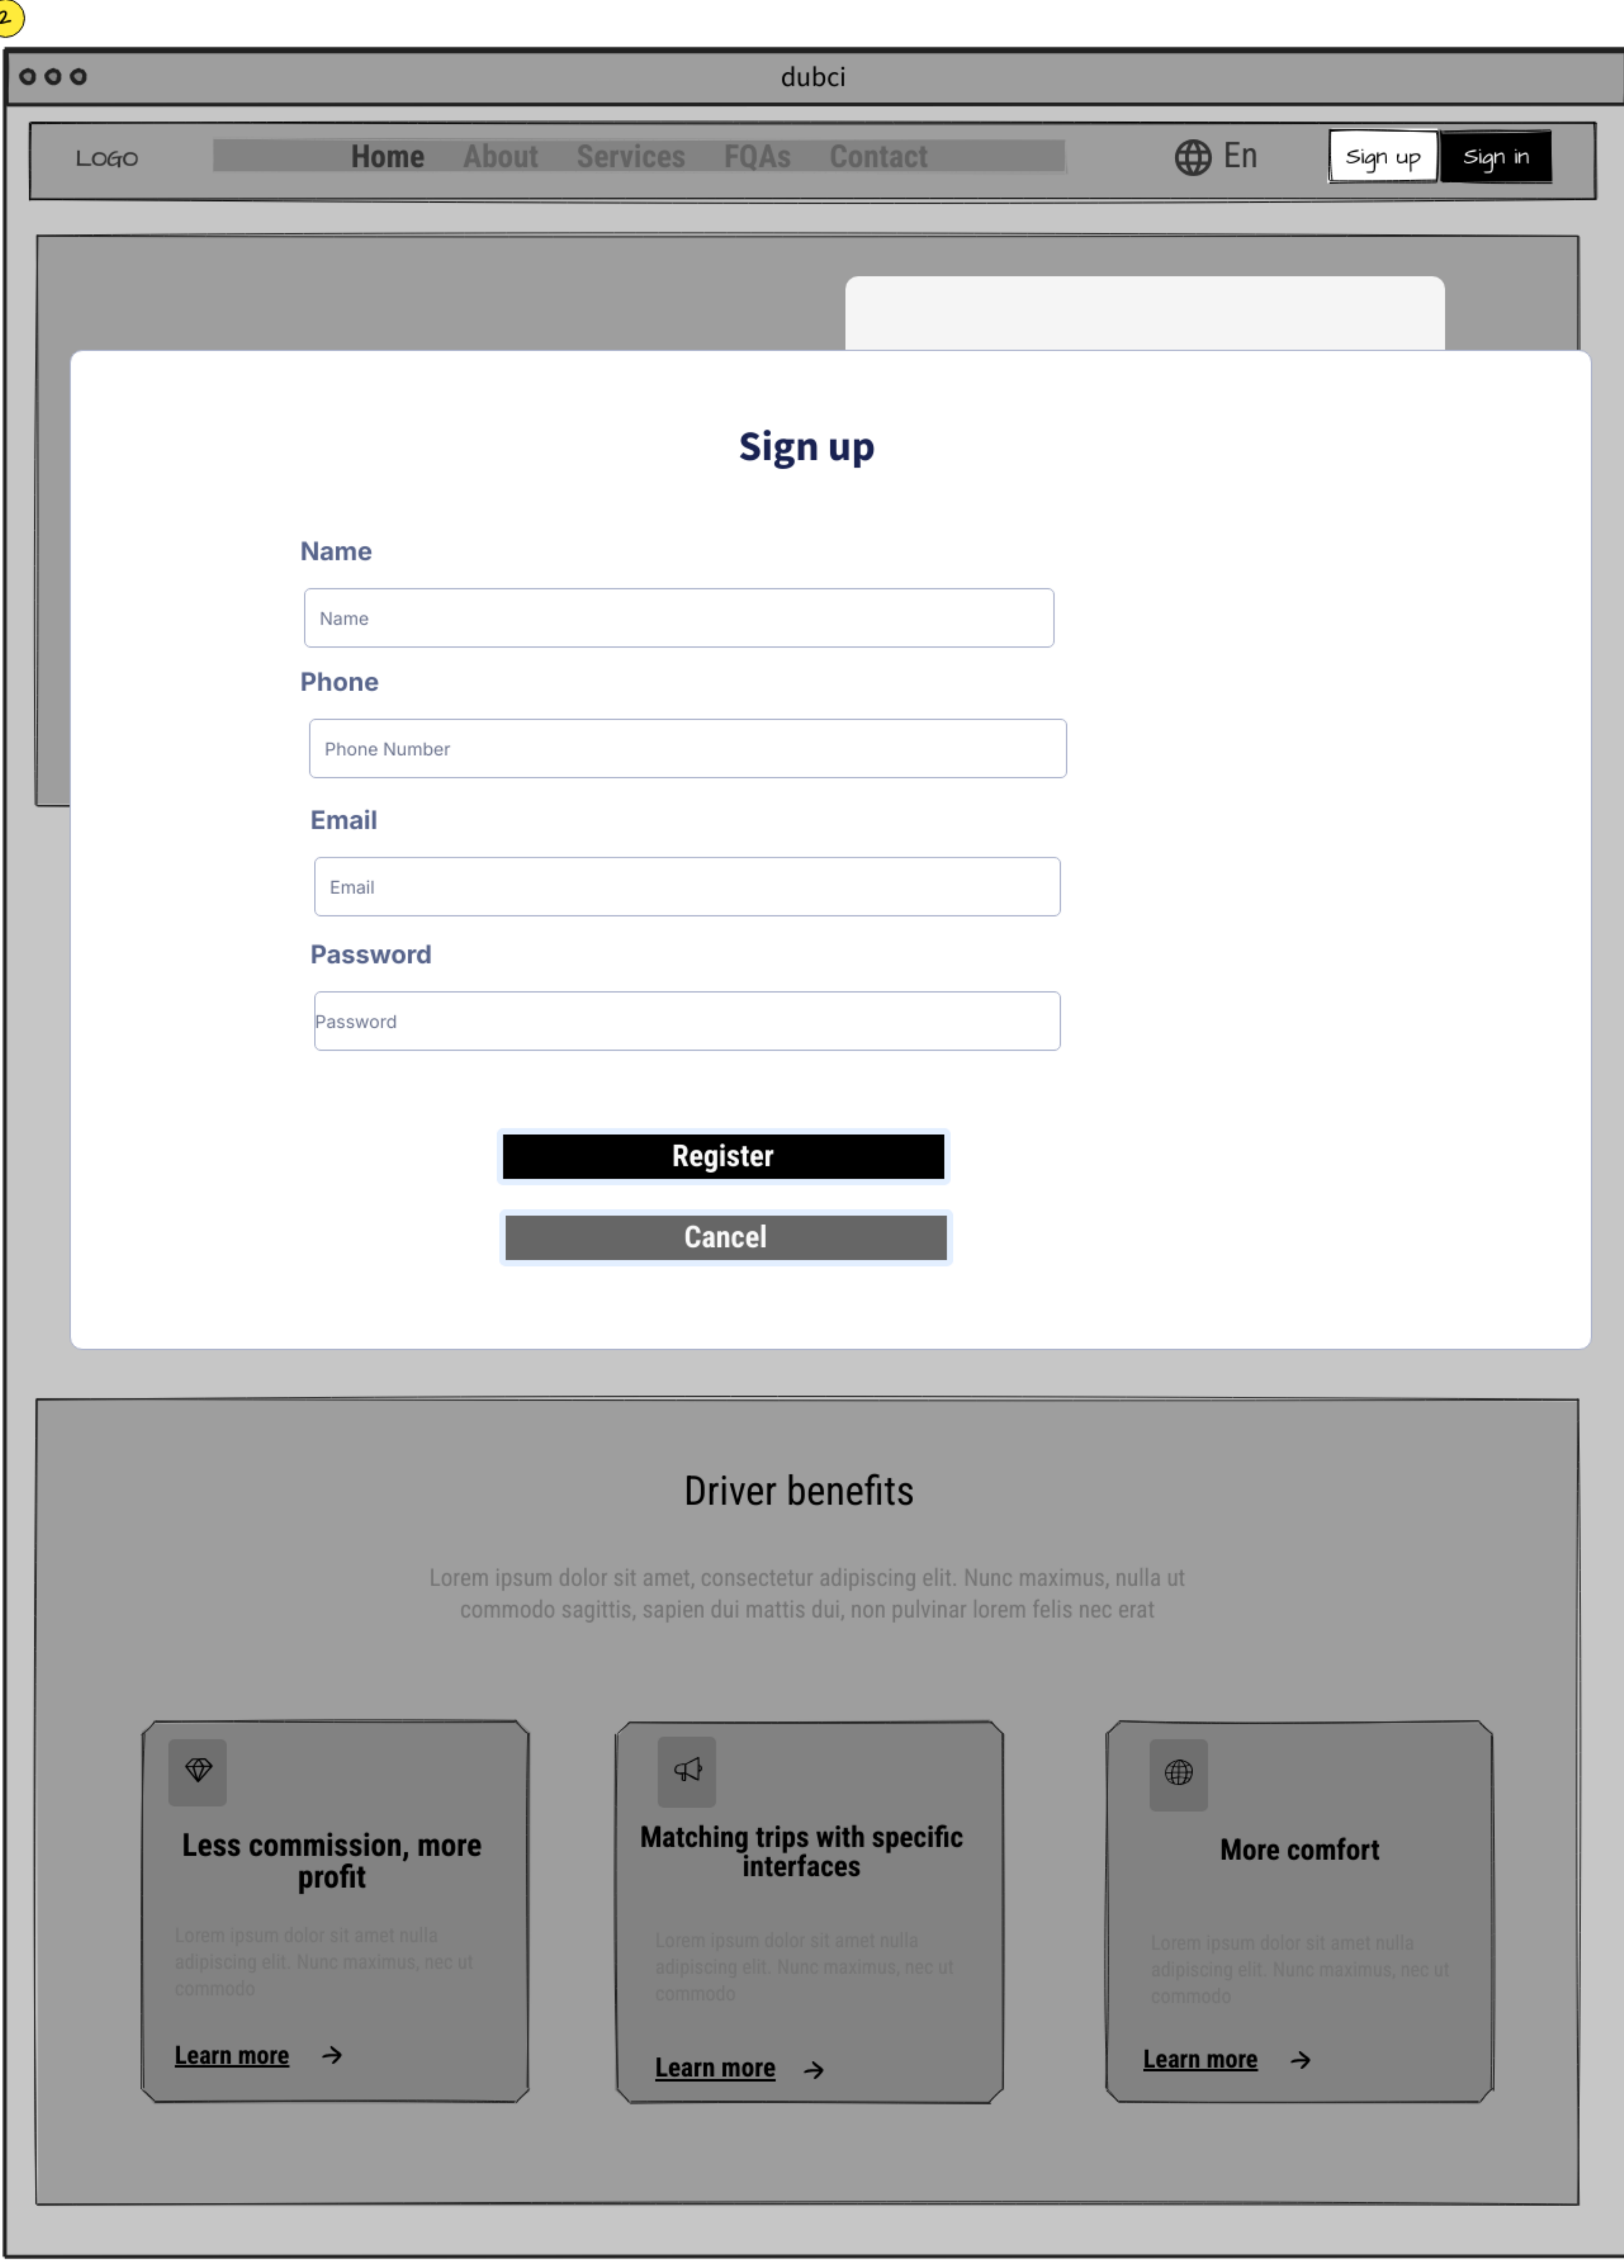 2
dubci
LOGO
Home About Services FQAs Contact
En
Sign up
Sign in
Sign up
Name
Name
Phone
Phone Number
Email
Email
Password
Password
Register
Cancel
Driver benefits
Lorem ipsum dolor sit amet, consectetur adipiscing elit. Nunc maximus, nulla ut
commodo sagittis, sapien dui mattis dui, non pulvinar lorem felis nec erat
Less commission, more
profit
Lorem ipsum dolor sit amet nulla
adipiscing elit. Nunc maximus, nec ut
commodo
Learn more
Matching trips with specific
interfaces
Lorem ipsum dolor sit amet nulla
adipiscing elit. Nunc maximus, nec ut
commodo
Learn more
More comfort
Lorem ipsum dolor sit amet nulla
adipiscing elit. Nunc maximus, nec ut
commodo
Learn more